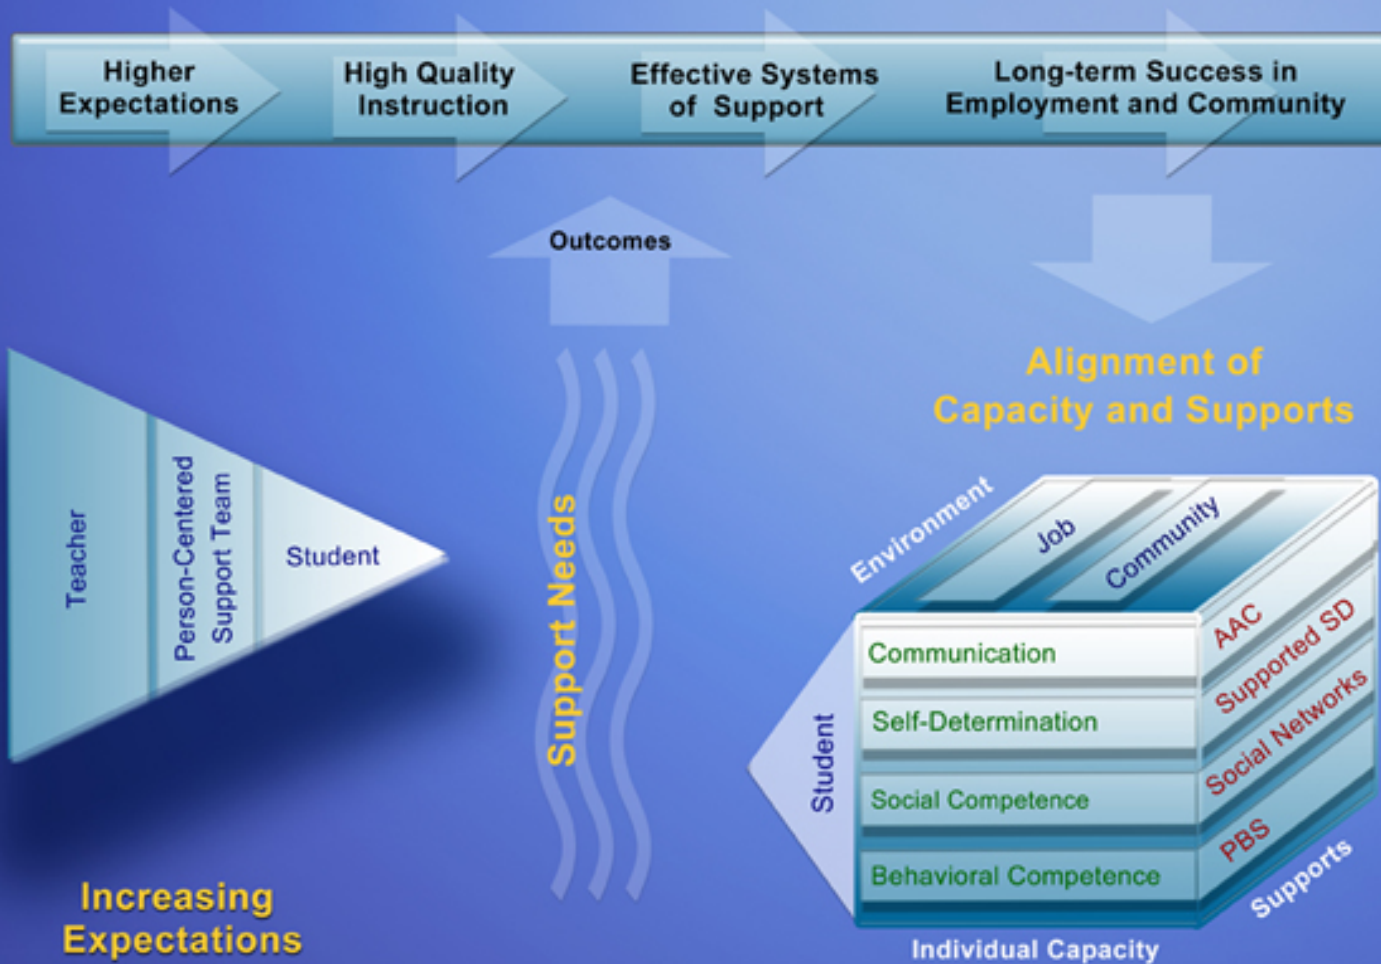 Higher
Expectations
High Quality
Instruction
Effective Systems
of Support
Long-term Success in
Employment and Community
Outcomes
Teacher
Person-Centered
Support Team
Student
Increasing
Expectations
Support Needs
Alignment of
Capacity and Supports
Environment
Job
Community
Student
Communication
Self-Determination
Social Competence
Behavioral Competence
AAC
Supported SD
Social Networks
PBS
Supports
Individual Capacity